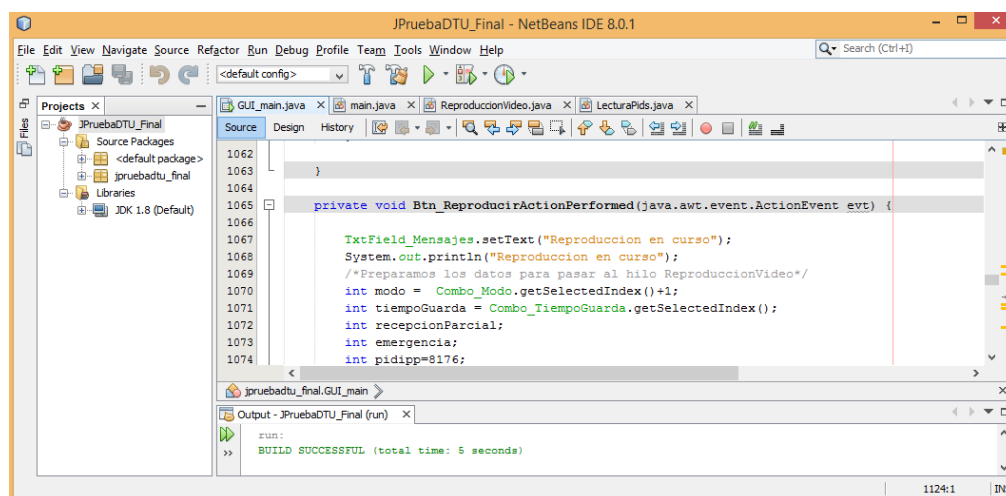 JPruebaDTU_Final - NetBeans IDE 8.0.1
File Edit View Navigate Source Refactor Run Debug Profile Team Tools Window Help
Search (Ctrl+I)
<default config>
Files
Projects
JPruebaDTU_Final
Source Packages
<default package>
jpruebadtu_final
Libraries
JDK 1.8 (Default)
GUI_main.java main.java ReproduccionVideo.java LecturaPids.java
Source Design History
1062
1063 }
1064
1065 private void Btn_ReproducirActionPerformed(java.awt.event.ActionEvent evt) {
1066
1067 TxtField_Mensajes.setText("Reproduccion en curso");
1068 System.out.println("Reproduccion en curso");
1069 /*Preparamos los datos para pasar al hilo ReproduccionVideo*/
1070 int modo = Combo_Modo.getSelectedIndex()+1;
1071 int tiempoGuarda = Combo_TiempoGuarda.getSelectedIndex();
1072 int recepcionParcial;
1073 int emergencia;
1074 int pidipp=8176;
jpruebadtu_final.GUI_main
Output - JPruebaDTU_Final (run)
run:
BUILD SUCCESSFUL (total time: 5 seconds)
1124:1